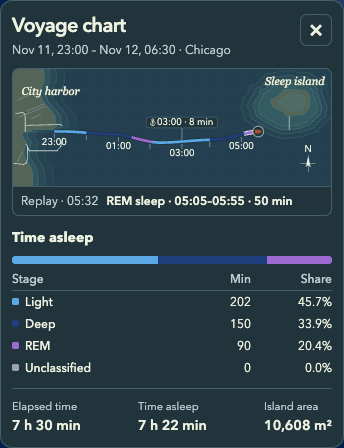 Voyage chart
Nov 11, 23:00 – Nov 12, 06:30 · Chicago
City harbor
Sleep island
⚓03:00 · 8 min
23:00
01:00
03:00
05:00
N
Replay · 05:32 REM sleep · 05:05–05:55 · 50 min
Time asleep
Stage Min Share
Light 202 45.7%
Deep 150 33.9%
REM 90 20.4%
Unclassified 0 0.0%
Elapsed time Time asleep Island area
7 h 30 min 7 h 22 min 10,608 m²